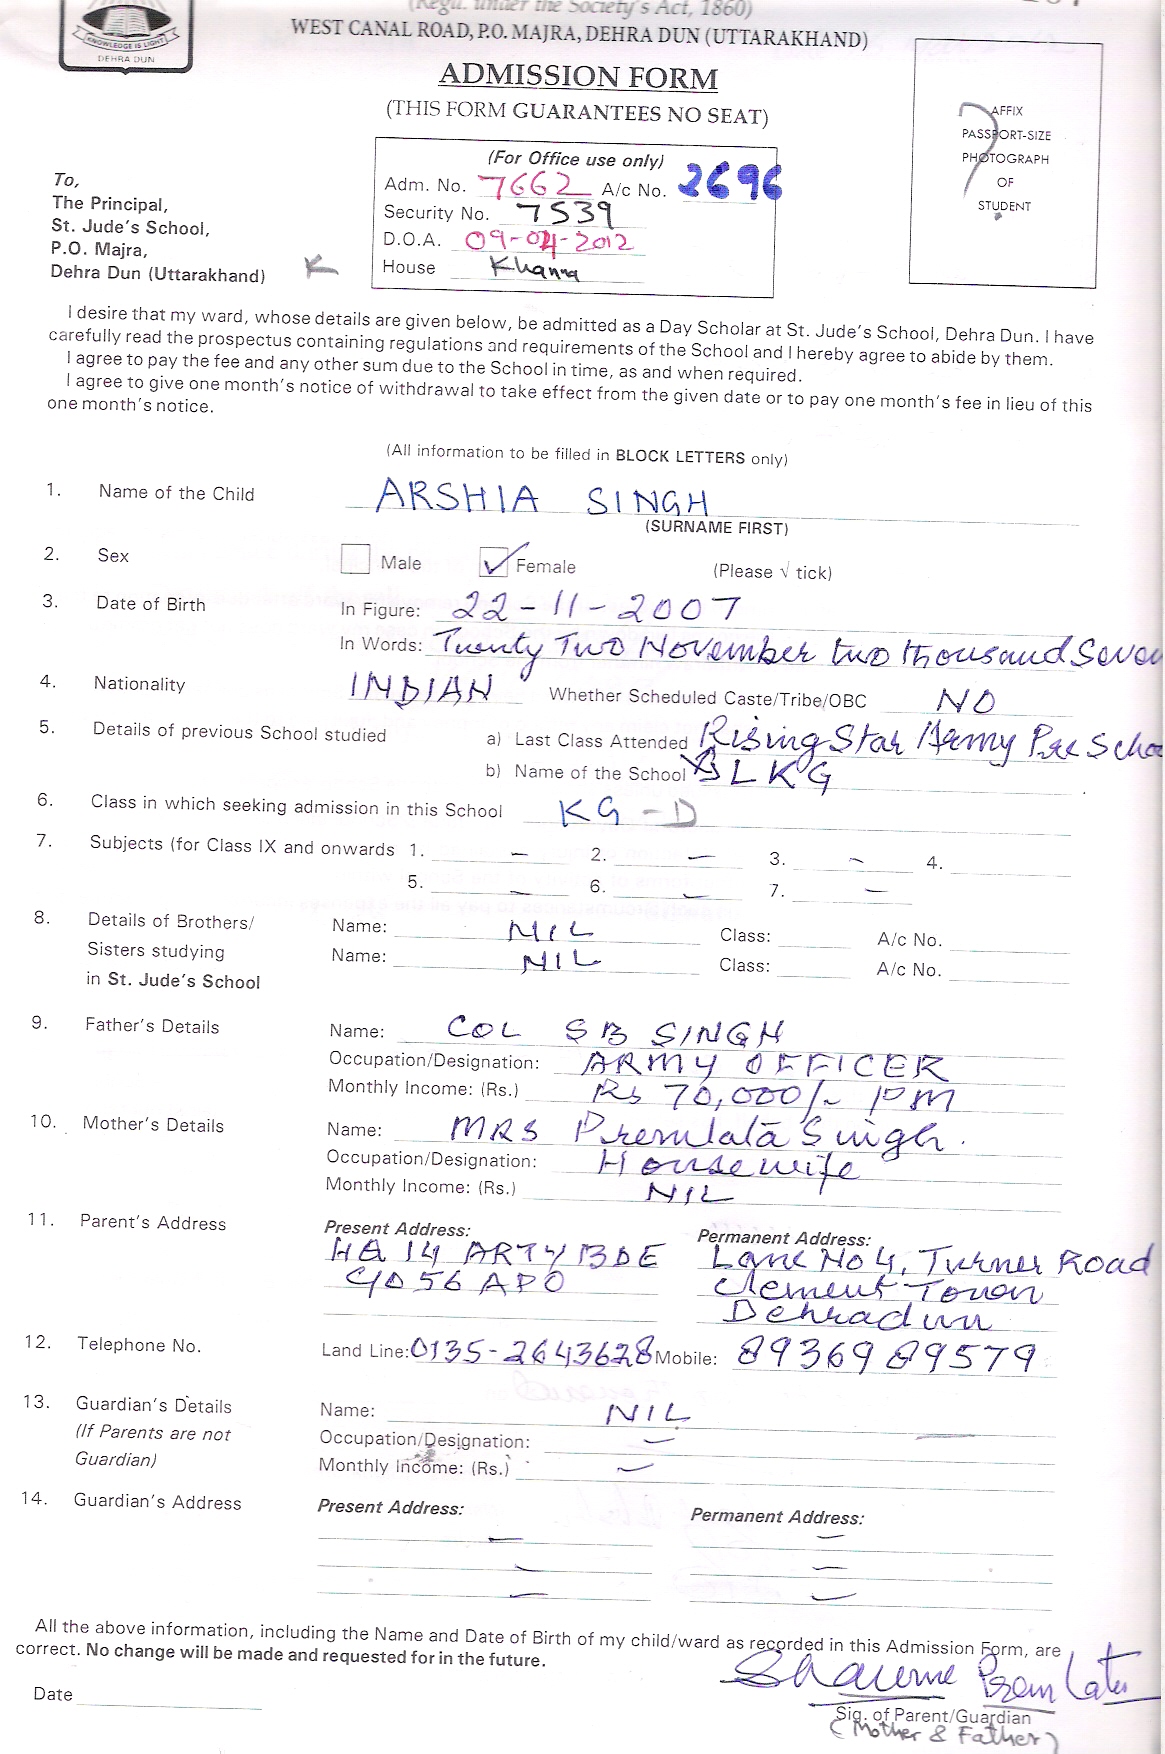 (Regd. under the Society's Act, 1860)
WEST CANAL ROAD, P.O. MAJRA, DEHRA DUN (UTTARAKHAND)
KNOWLEDGE IS LIGHT
DEHRA DUN
ADMISSION FORM
(THIS FORM GUARANTEES NO SEAT)
AFFIX
PASSPORT-SIZE
PHOTOGRAPH
OF
STUDENT
(For Office use only)
Adm. No. 7662 A/c No. 2696
Security No. 7539
D.O.A. 09-04-2012
House Khanna
To,
The Principal,
St. Jude's School,
P.O. Majra,
Dehra Dun (Uttarakhand)
K
I desire that my ward, whose details are given below, be admitted as a Day Scholar at St. Jude's School, Dehra Dun. I have
carefully read the prospectus containing regulations and requirements of the School and I hereby agree to abide by them.
I agree to pay the fee and any other sum due to the School in time, as and when required.
I agree to give one month's notice of withdrawal to take effect from the given date or to pay one month's fee in lieu of this
one month's notice.
(All information to be filled in BLOCK LETTERS only)
1. Name of the Child ARSHIA SINGH
(SURNAME FIRST)
2. Sex Male ✓ Female (Please √ tick)
3. Date of Birth In Figure: 22-11-2007
In Words: Twenty Two November two thousand Seven
4. Nationality INDIAN Whether Scheduled Caste/Tribe/OBC NO
5. Details of previous School studied a) Last Class Attended Rising Star Army Pre Schoo
b) Name of the School LKG
6. Class in which seeking admission in this School KG - D
7. Subjects (for Class IX and onwards 1. — 2. — 3. — 4.
5. — 6. — 7. —
8. Details of Brothers/ Name: NIL Class: A/c No.
Sisters studying Name: NIL Class: A/c No.
in St. Jude's School
9. Father's Details Name: COL S B SINGH
Occupation/Designation: ARMY OFFICER
Monthly Income: (Rs.) Rs 70,000/- PM
10. Mother's Details Name: MRS Premlata Singh.
Occupation/Designation: Housewife
Monthly Income: (Rs.) NIL
11. Parent's Address Present Address: Permanent Address:
HQ 14 ARTY BDE Lane No 4, Turner Road
C/O 56 APO Clement Town
Dehradun
12. Telephone No. Land Line: 0135-2643628 Mobile: 8936989579
13. Guardian's Details Name: NIL
(If Parents are not Occupation/Designation: —
Guardian) Monthly Income: (Rs.) —
14. Guardian's Address Present Address: Permanent Address:
— —
— —
— —
All the above information, including the Name and Date of Birth of my child/ward as recorded in this Admission Form, are
correct. No change will be made and requested for in the future.
Prem Lata
Date
Sig. of Parent/Guardian
(Mother & Father)